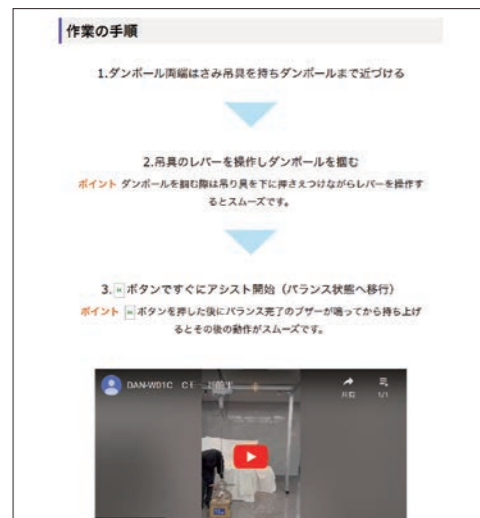 作業の手順
1.ダンボール両端はさみ吊具を持ちダンボールまで近づける
2.吊具のレバーを操作しダンボールを掴む
ポイント ダンボールを掴む際は吊り具を下に押さえつけながらレバーを操作す
るとスムーズです。
3. ボタンですぐにアシスト開始（バランス状態へ移行）
ポイント ボタンを押した後にバランス完了のブザーが鳴ってから持ち上げ
るとその後の動作がスムーズです。
DAN-W01C
共有
1/1